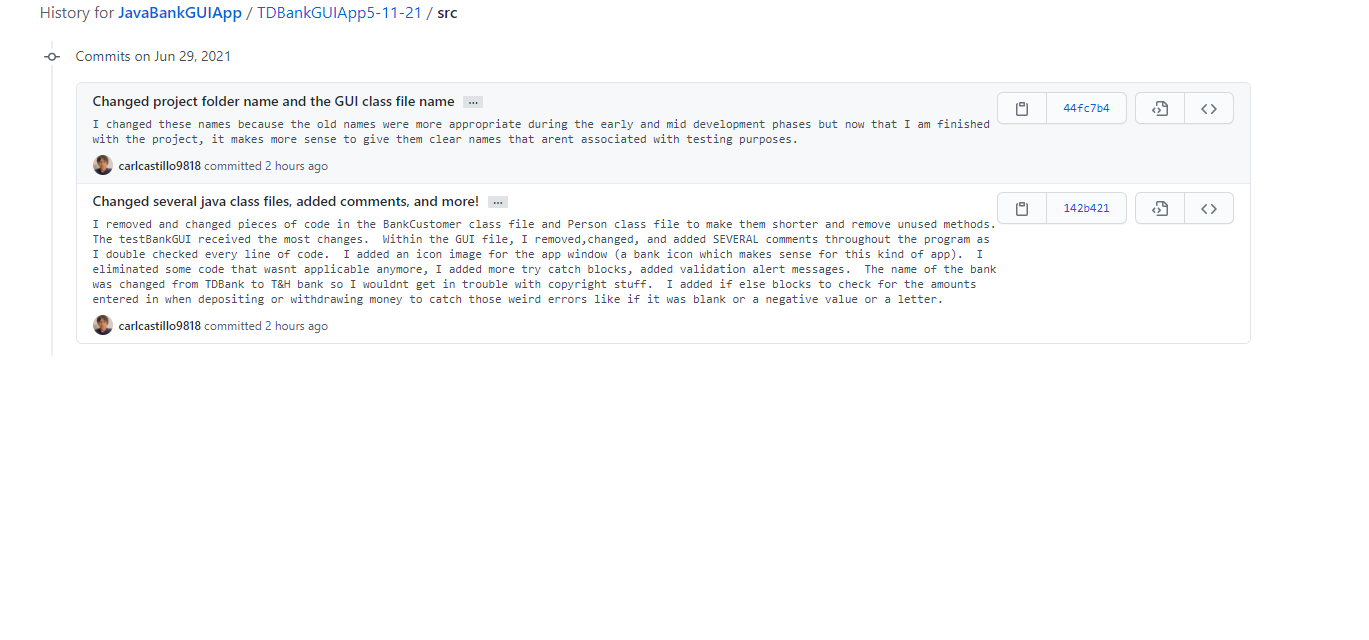 History for JavaBankGUIApp / TDBankGUIApp5-11-21 / src
Commits on Jun 29, 2021
Changed project folder name and the GUI class file name ...
44fc7b4
I changed these names because the old names were more appropriate during the early and mid development phases but now that I am finished
with the project, it makes more sense to give them clear names that arent associated with testing purposes.
carlcastillo9818 committed 2 hours ago
Changed several java class files, added comments, and more! ...
142b421
I removed and changed pieces of code in the BankCustomer class file and Person class file to make them shorter and remove unused methods.
The testBankGUI received the most changes.  Within the GUI file, I removed,changed, and added SEVERAL comments throughout the program as
I double checked every line of code.  I added an icon image for the app window (a bank icon which makes sense for this kind of app).  I
eliminated some code that wasnt applicable anymore, I added more try catch blocks, added validation alert messages.  The name of the bank
was changed from TDBank to T&H bank so I wouldnt get in trouble with copyright stuff.  I added if else blocks to check for the amounts
entered in when depositing or withdrawing money to catch those weird errors like if it was blank or a negative value or a letter.
carlcastillo9818 committed 2 hours ago